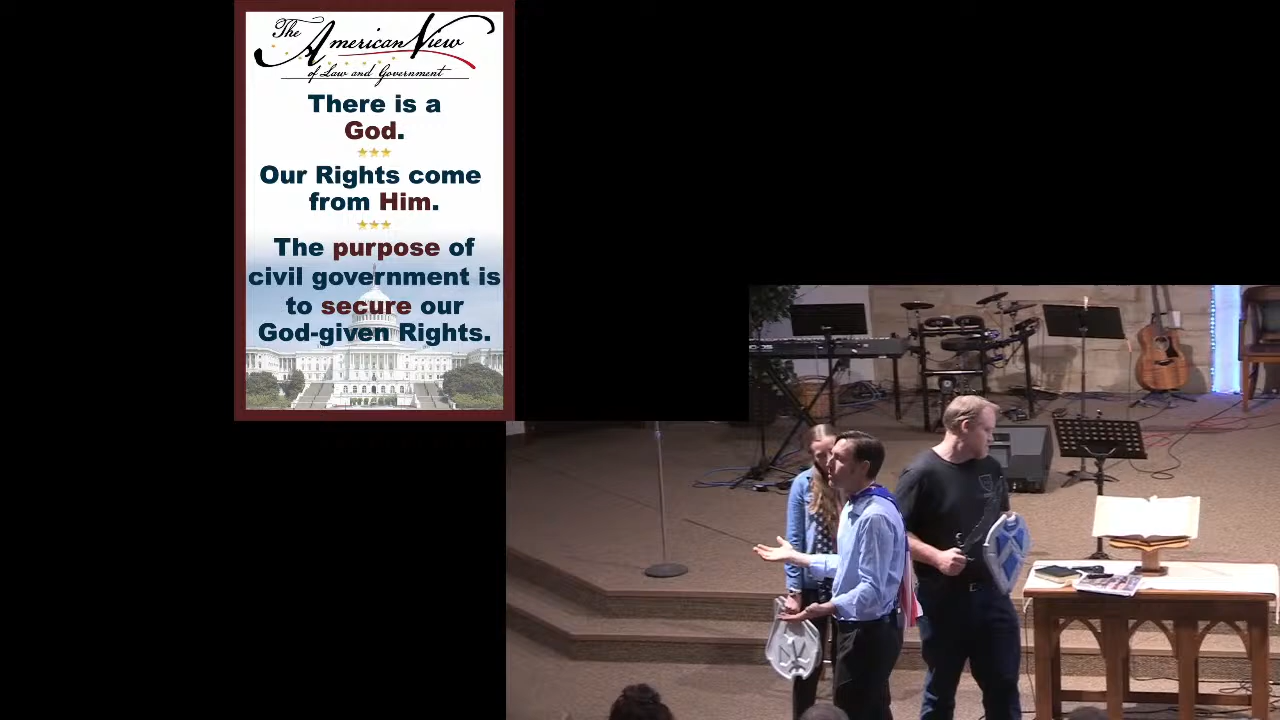 The American View
of Law and Government
There is a
God.
Our Rights come
from Him.
The purpose of
civil government is
to secure our
God-given Rights.